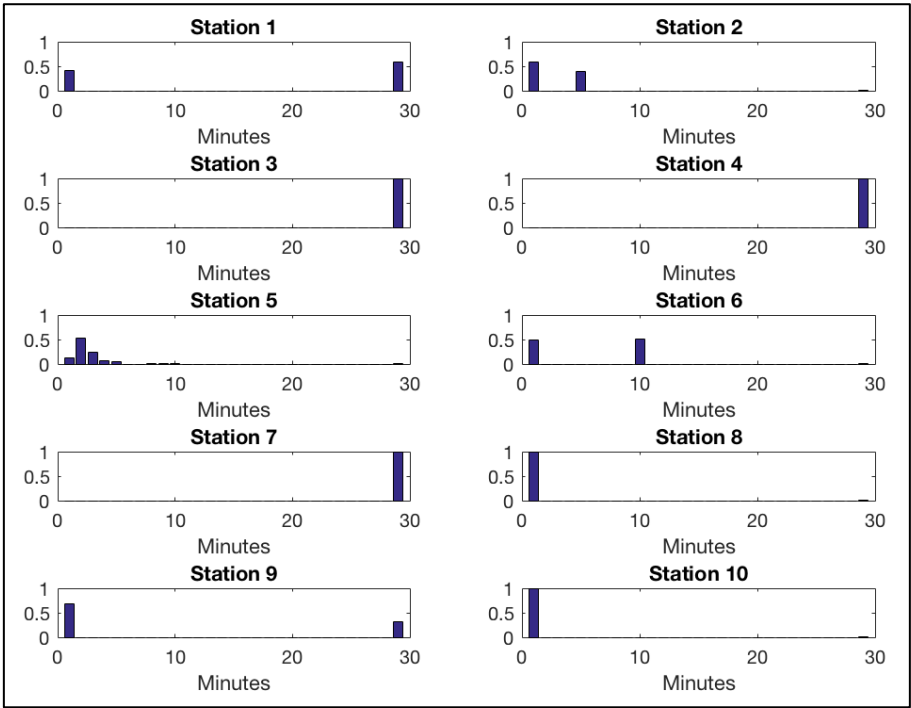 Station 1
1
0.5
0
0 10 20 30
Minutes
Station 2
1
0.5
0
0 10 20 30
Minutes
Station 3
1
0.5
0
0 10 20 30
Minutes
Station 4
1
0.5
0
0 10 20 30
Minutes
Station 5
1
0.5
0
0 10 20 30
Minutes
Station 6
1
0.5
0
0 10 20 30
Minutes
Station 7
1
0.5
0
0 10 20 30
Minutes
Station 8
1
0.5
0
0 10 20 30
Minutes
Station 9
1
0.5
0
0 10 20 30
Minutes
Station 10
1
0.5
0
0 10 20 30
Minutes